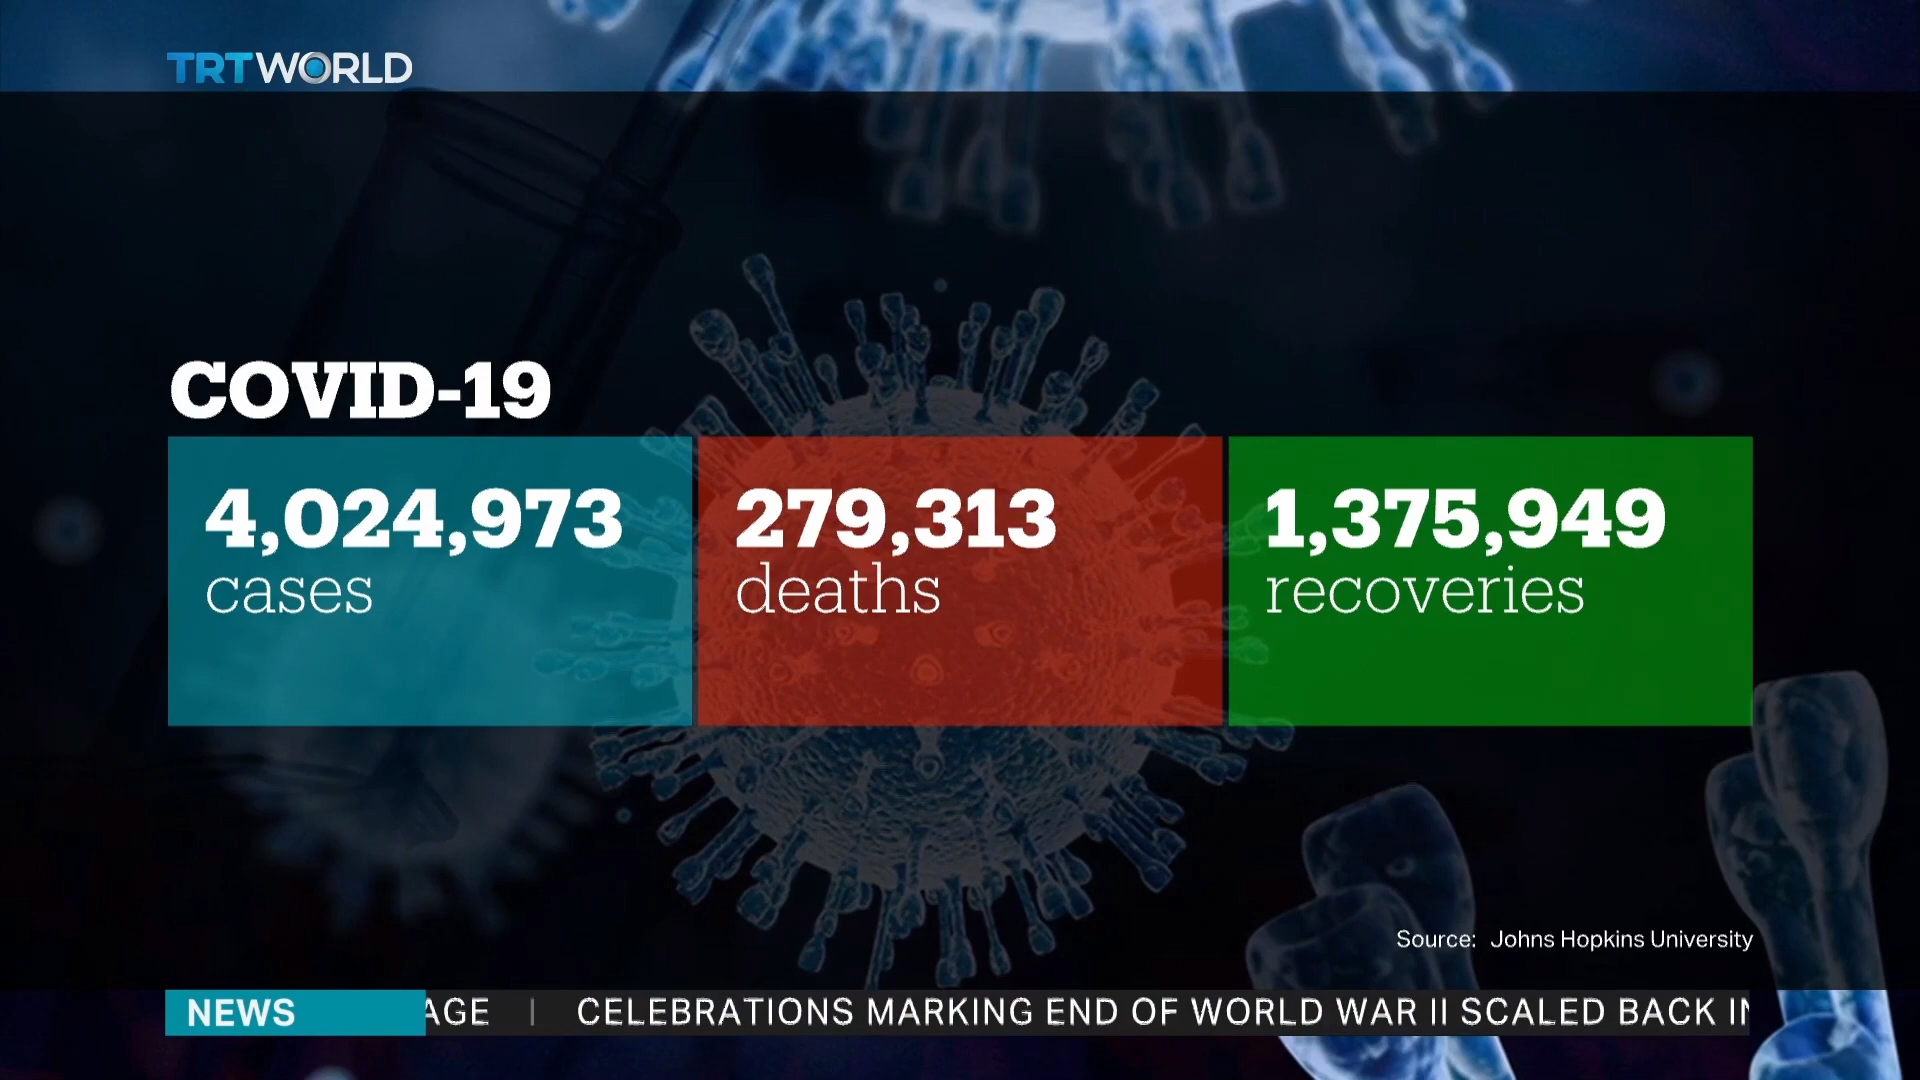 TRTWORLD
COVID-19
4,024,973
cases
279,313
deaths
1,375,949
recoveries
Source: Johns Hopkins University
NEWS
AGE | CELEBRATIONS MARKING END OF WORLD WAR II SCALED BACK